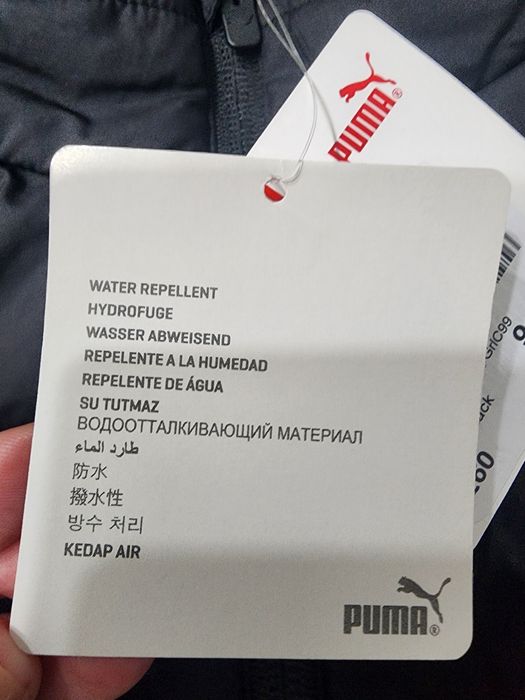 PUMA®
WATER REPELLENT
HYDROFUGE
WASSER ABWEISEND
REPELENTE A LA HUMEDAD
REPELENTE DE ÁGUA
SU TUTMAZ
ВОДООТТАЛКИВАЮЩИЙ МАТЕРИАЛ
طارد الماء
防水
撥水性
방수 처리
KEDAP AIR
PUMA®